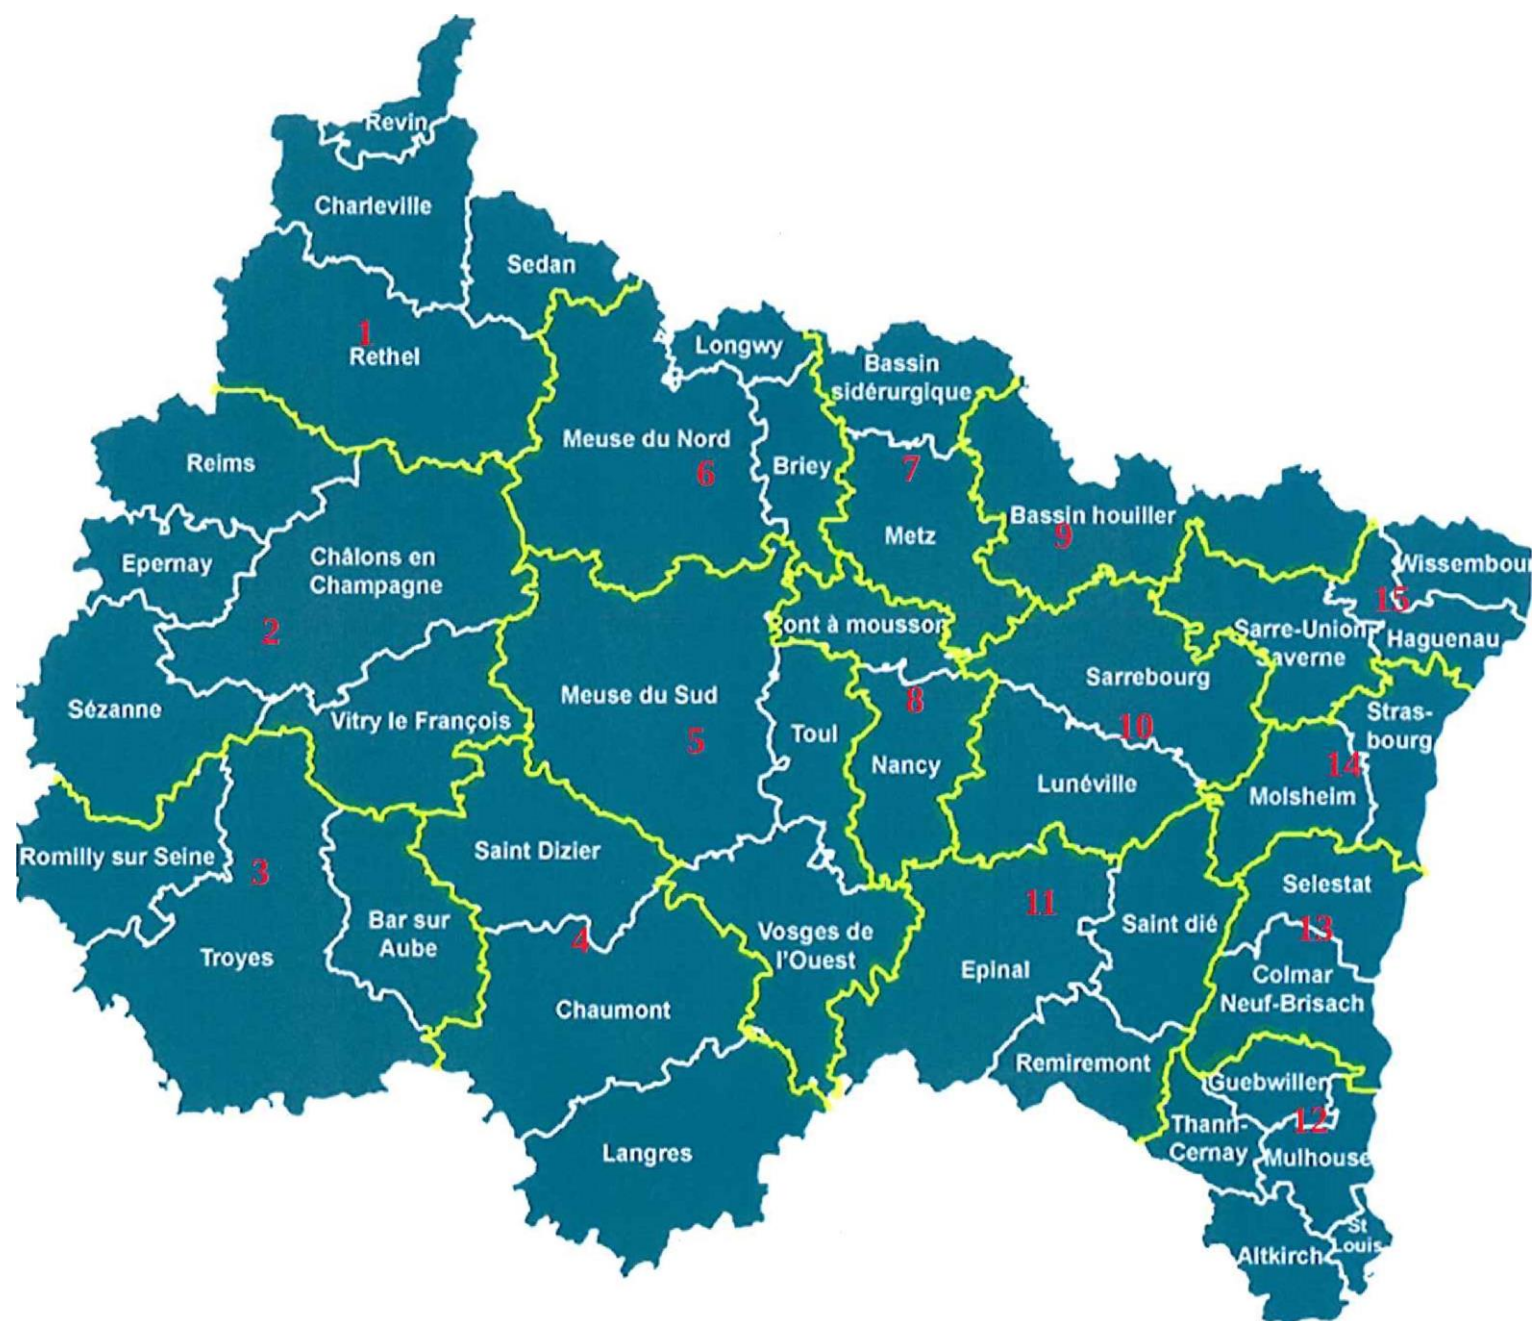 Revin
Charleville
Sedan
1
Rethel
Longwy
Bassin
sidérurgique
Meuse du Nord
6
Briey
7
Metz
Reims
Bassin houiller
9
Epernay
Châlons en
Champagne
2
Wissembour
15
Haguenau
Sarre-Union
Saverne
Pont à mousson
Sarrebourg
10
Sézanne
Vitry le François
Meuse du Sud
5
Toul
8
Nancy
Lunéville
Stras-
bourg
14
Molsheim
Romilly sur Seine
3
Troyes
Saint Dizier
Bar sur
Aube
4
Chaumont
Vosges de
l'Ouest
11
Epinal
Saint dié
Selestat
13
Colmar
Neuf-Brisach
Remiremont
Guebwiller
12
Thann-
Cernay
Mulhouse
Langres
Altkirch
St
Louis